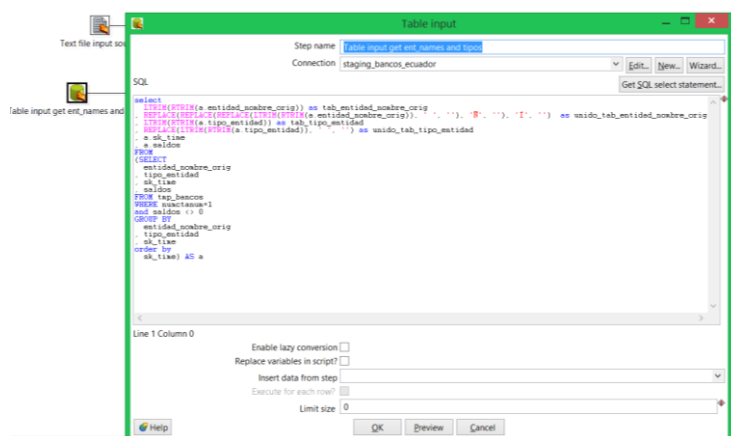 Table input
Text file input sou
Step name Table input get ent_names and tipos
Connection staging_bancos_ecuador Edit... New... Wizard...
SQL Get SQL select statement...
Table input get ent_names and
select
LTRIM(RTRIM(a.entidad_nombre_orig)) as tab_entidad_nombre_orig
, REPLACE(REPLACE(REPLACE(LTRIM(RTRIM(a.entidad_nombre_orig)), ' ', ''), 'Ñ', ''), 'I', '') as unido_tab_entidad_nombre_orig
, LTRIM(RTRIM(a.tipo_entidad)) as tab_tipo_entidad
, REPLACE(LTRIM(RTRIM(a.tipo_entidad)), ' ', '') as unido_tab_tipo_entidad
, a.sk_time
, a.saldos
FROM
(SELECT
entidad_nombre_orig
, tipo_entidad
, sk_time
, saldos
FROM tmp_bancos
WHERE numctanum=1
and saldos <> 0
GROUP BY
entidad_nombre_orig
, tipo_entidad
, sk_time
order by
sk_time) AS a
Line 1 Column 0
Enable lazy conversion
Replace variables in script?
Insert data from step
Execute for each row?
Limit size 0
Help OK Preview Cancel